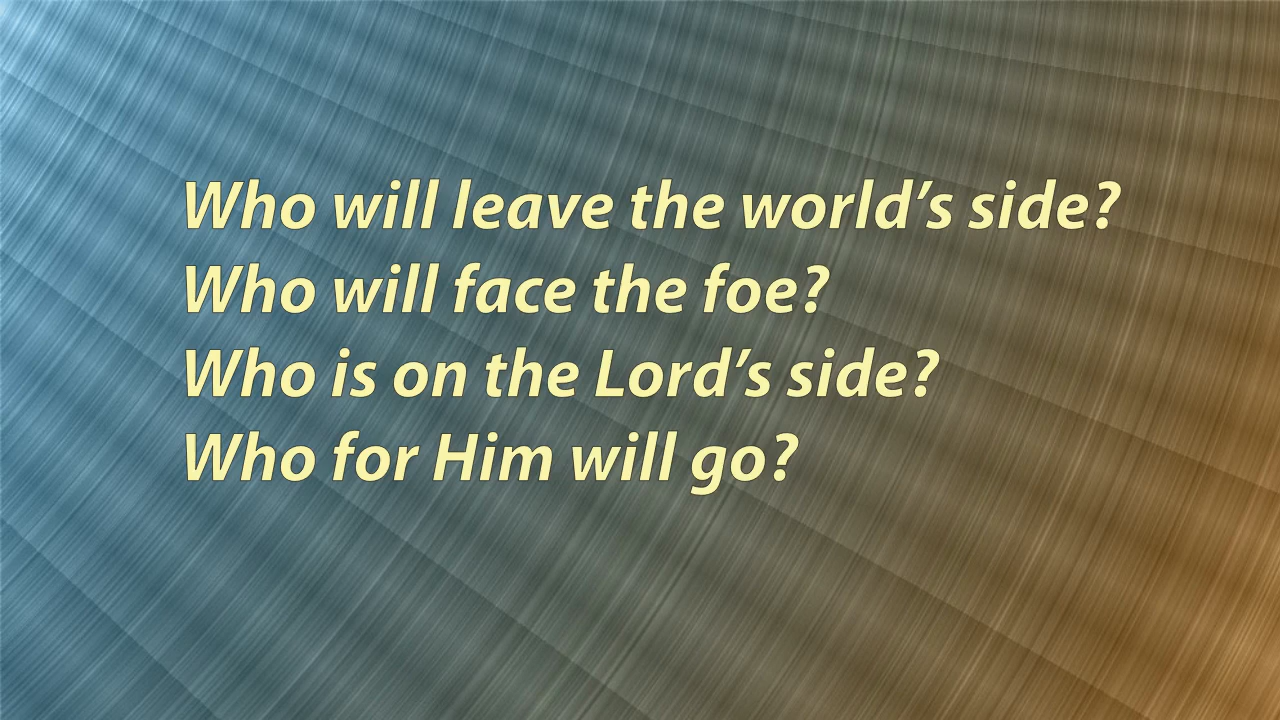 Who will leave the world’s side?
Who will face the foe?
Who is on the Lord’s side?
Who for Him will go?